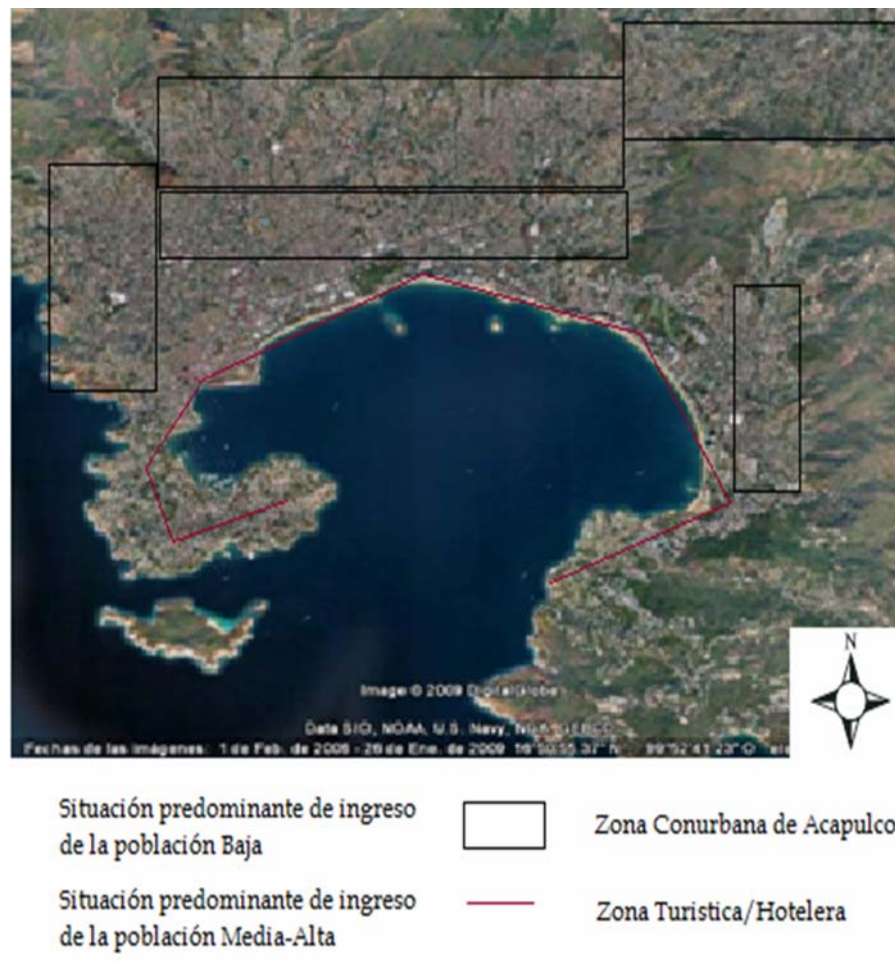 N
Image © 2009 DigitalGlobe
Data SIO, NOAA, U.S. Navy,
Fechas de las imágenes: 1 de Feb. de - 26 de Ene. de 2009
Situación predominante de ingreso
de la población Baja
Zona Conurbana de Acapulco
Situación predominante de ingreso
de la población Media-Alta
Zona Turistica/Hotelera